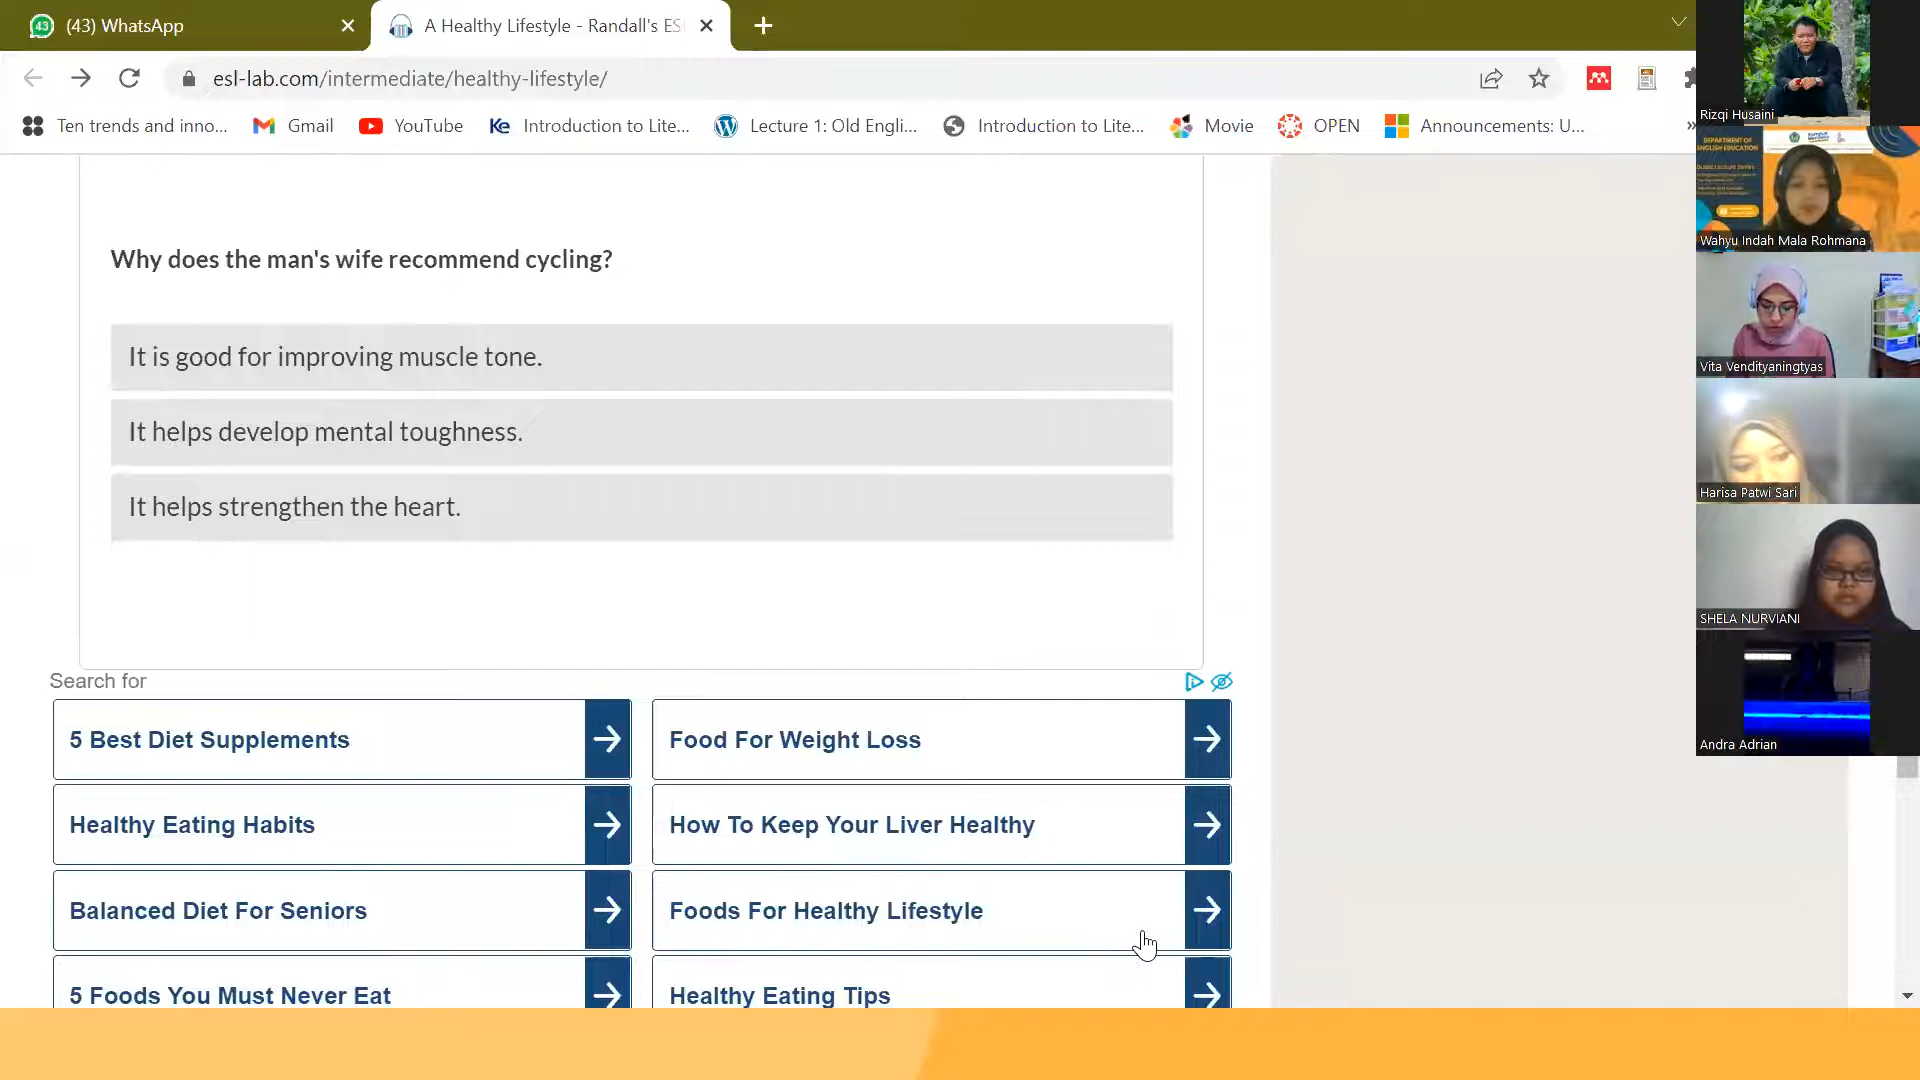 (43) WhatsApp
A Healthy Lifestyle - Randall's ES
esl-lab.com/intermediate/healthy-lifestyle/
Ten trends and inno...
Gmail
YouTube
Introduction to Lite...
Lecture 1: Old Engli...
Introduction to Lite...
Movie
OPEN
Announcements: U...
Why does the man's wife recommend cycling?
It is good for improving muscle tone.
It helps develop mental toughness.
It helps strengthen the heart.
Search for
5 Best Diet Supplements
Food For Weight Loss
Healthy Eating Habits
How To Keep Your Liver Healthy
Balanced Diet For Seniors
Foods For Healthy Lifestyle
5 Foods You Must Never Eat
Healthy Eating Tips
Rizqi Husaini
DEPARTMENT OF
ENGLISH EDUCATION
Wahyu Indah Mala Rohmana
Vita Vendityaningtyas
Harisa Patwi Sari
SHELA NURVIANI
Andra Adrian